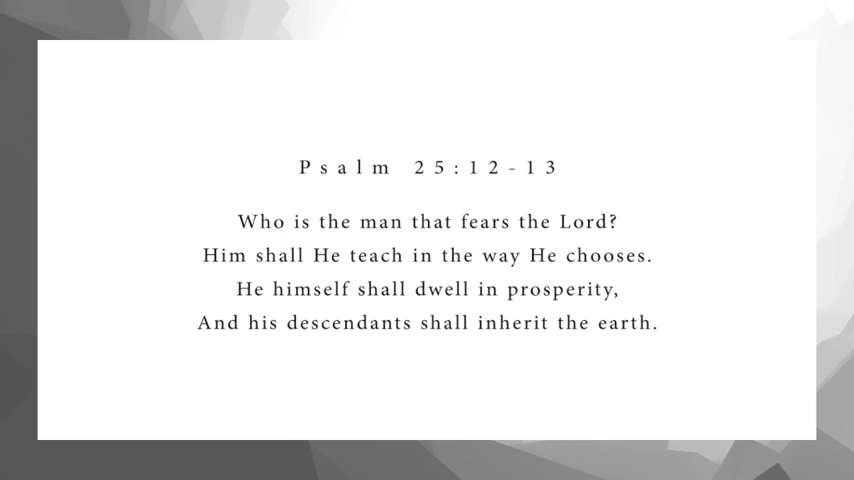 Psalm 25:12-13
Who is the man that fears the Lord?
Him shall He teach in the way He chooses.
He himself shall dwell in prosperity,
And his descendants shall inherit the earth.